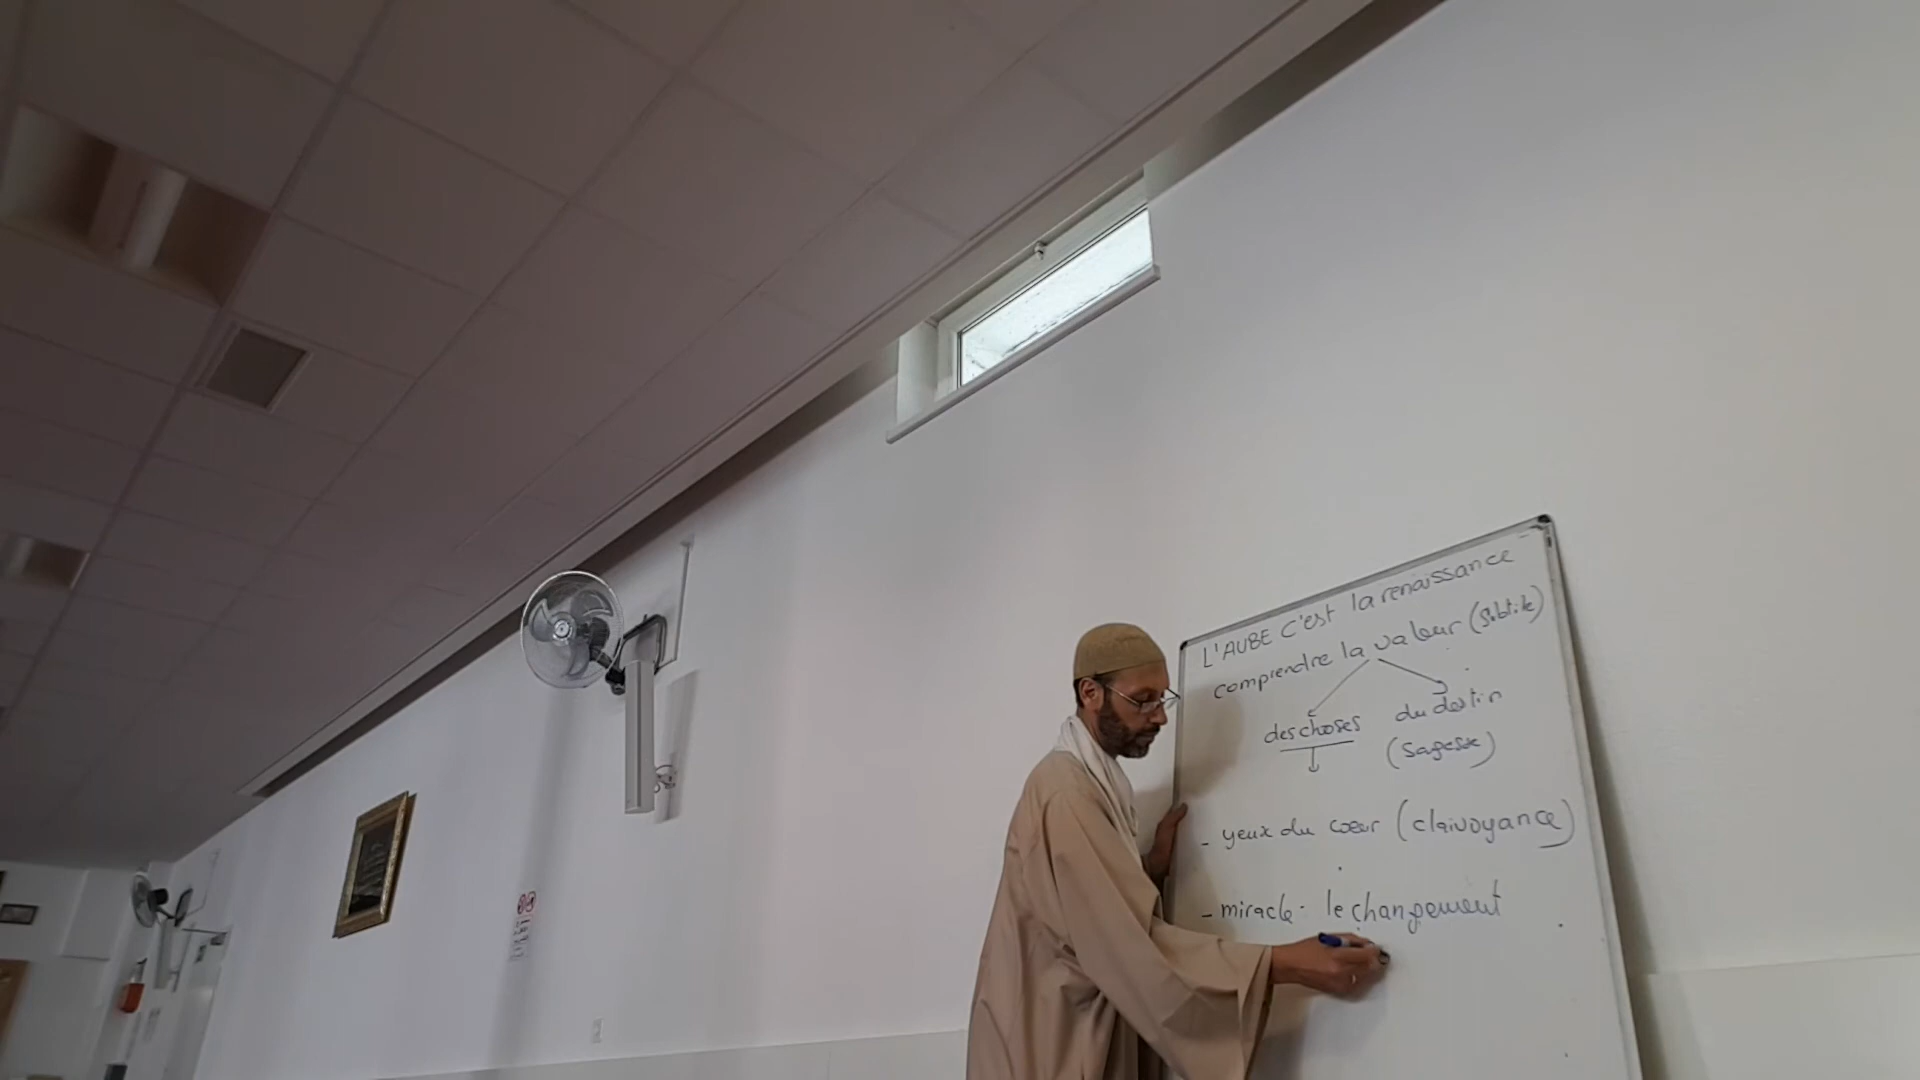 L'AUBE C'est la renaissance
comprendre la valeur (subtile)
des choses du destin
(Sagesse)
- yeux du coeur (clairvoyance)
- miracle - le changement